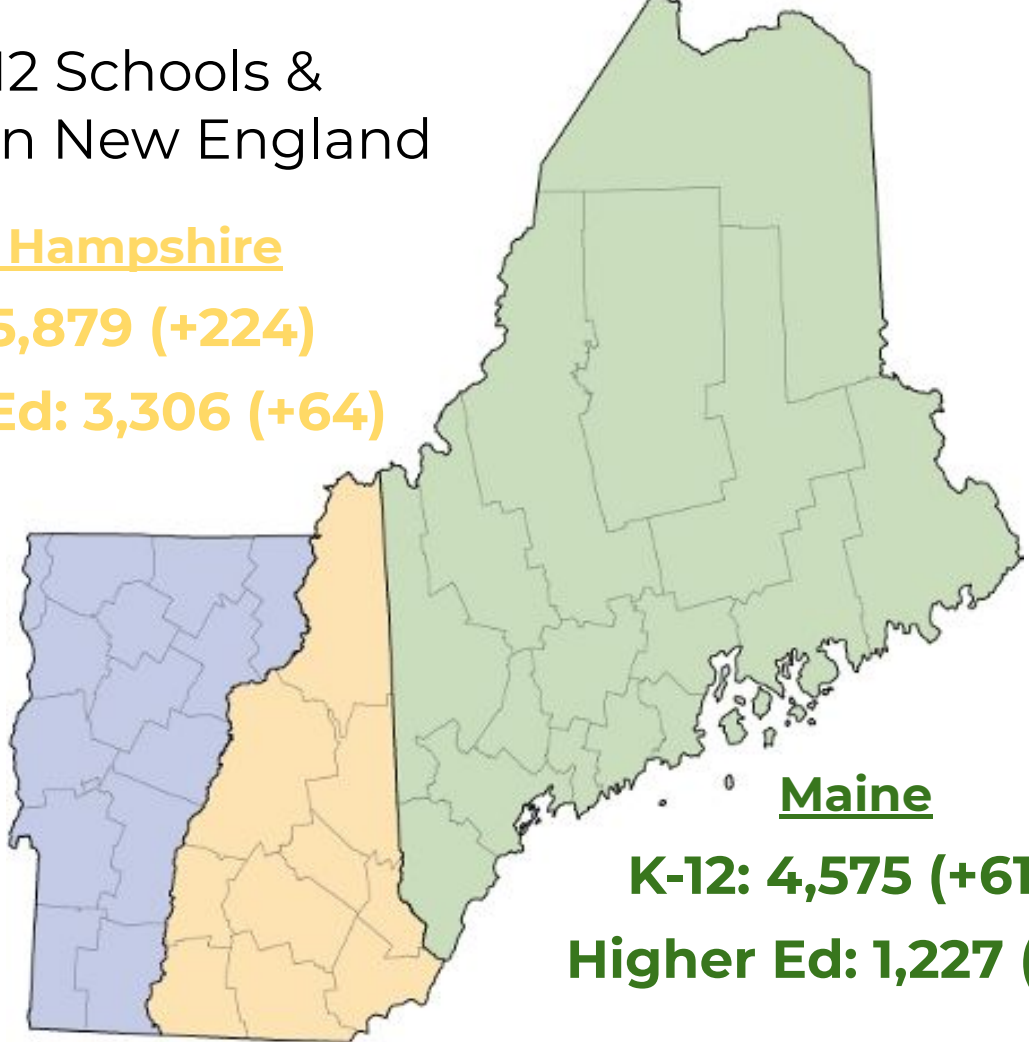 12 Schools &
n New England
Hampshire
5,879 (+224)
Ed: 3,306 (+64)
Maine
K-12: 4,575 (+61
Higher Ed: 1,227 (